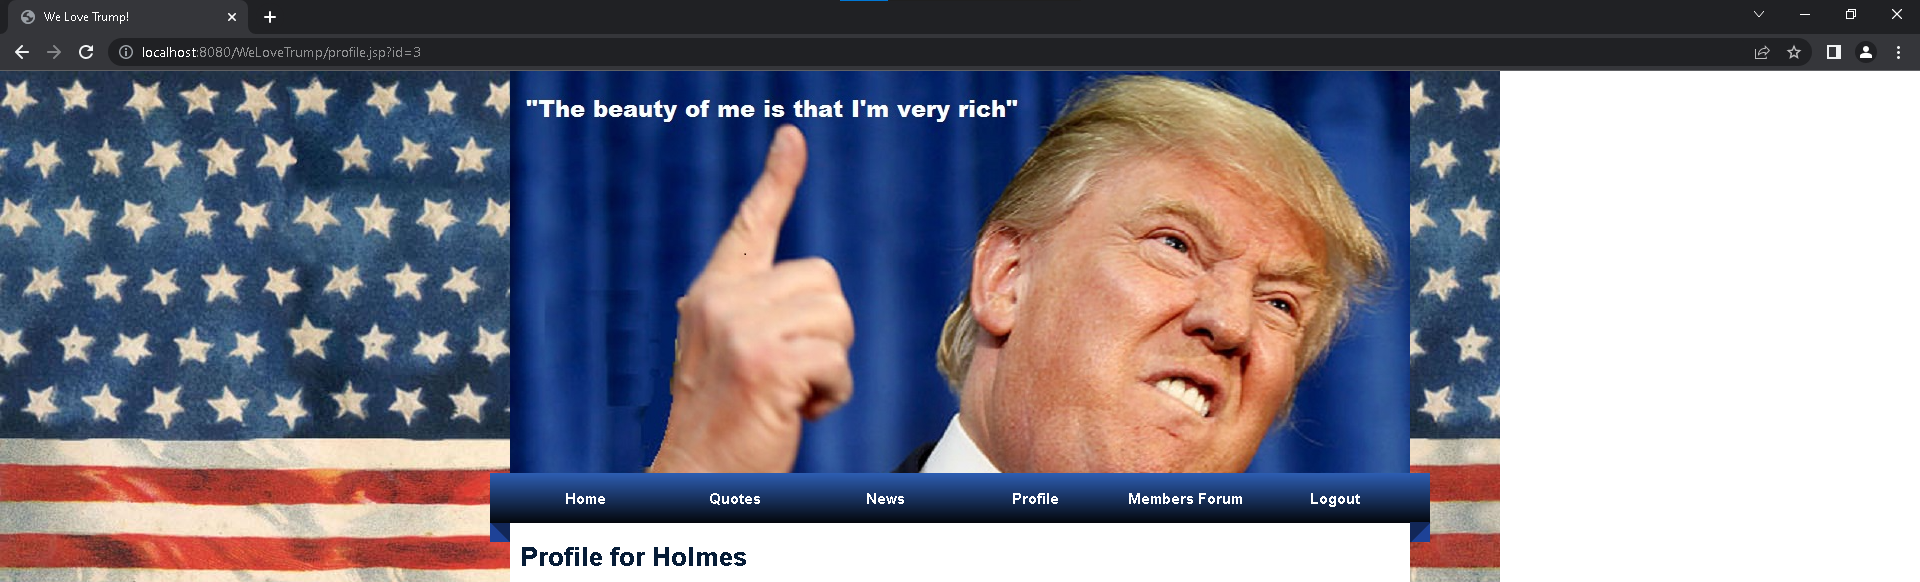 We Love Trump!
localhost:8080/WeLoveTrump/profile.jsp?id=3
"The beauty of me is that I'm very rich"
Home Quotes News Profile Members Forum Logout
Profile for Holmes